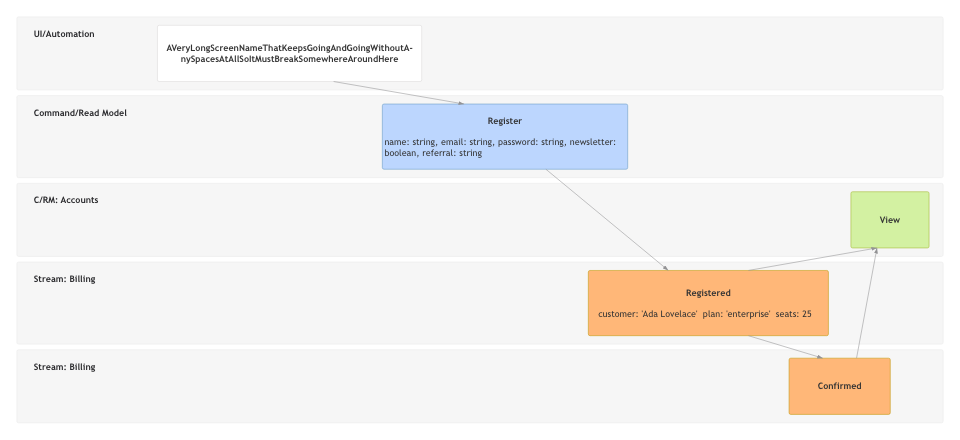 UI/Automation
AVeryLongScreenNameThatKeepsGoingAndGoingWithoutA-
nySpacesAtAllSoItMustBreakSomewhereAroundHere
Command/Read Model
Register
name: string, email: string, password: string, newsletter:
boolean, referral: string
C/RM: Accounts
View
Stream: Billing
Registered
customer: 'Ada Lovelace'  plan: 'enterprise'  seats: 25
Stream: Billing
Confirmed